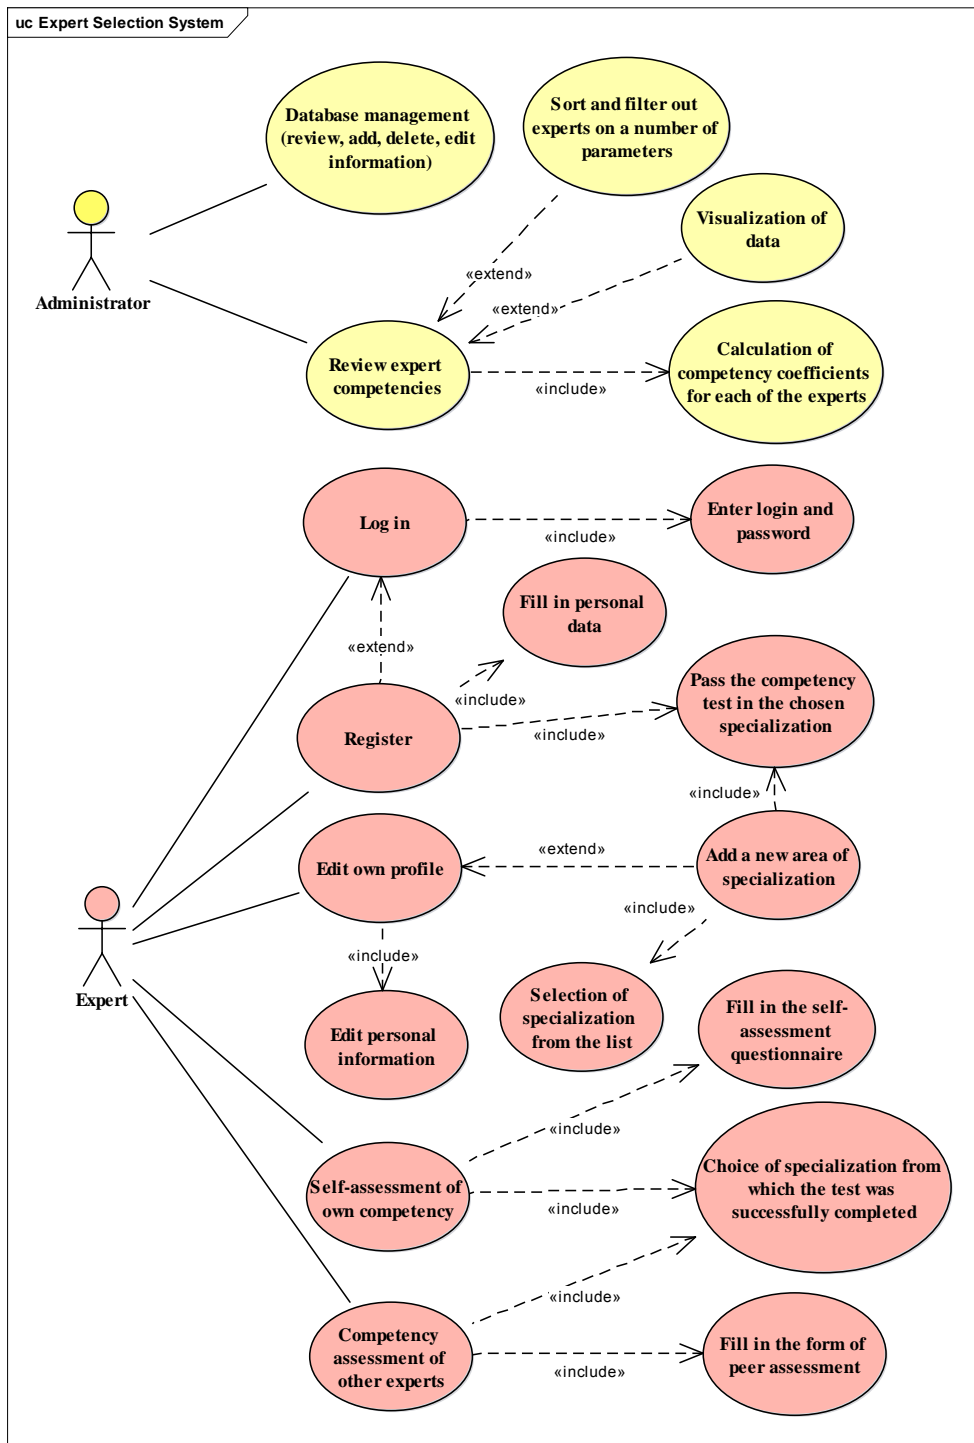 uc Expert Selection System
Database management
(review, add, delete, edit
information)
Sort and filter out
experts on a number of
parameters
Visualization of
data
Administrator
«extend»
«extend»
Review expert
competencies
«include»
Calculation of
competency coefficients
for each of the experts
Log in
«include»
Enter login and
password
«extend»
Fill in personal
data
«include»
Register
«include»
Pass the competency
test in the chosen
specialization
«include»
Edit own profile
«extend»
Add a new area of
specialization
«include»
«include»
Expert
Edit personal
information
Selection of
specialization
from the list
Fill in the self-
assessment
questionnaire
«include»
Self-assessment of
own competency
«include»
Choice of specialization from
which the test was
successfully completed
«include»
Competency
assessment of
other experts
«include»
Fill in the form of
peer assessment